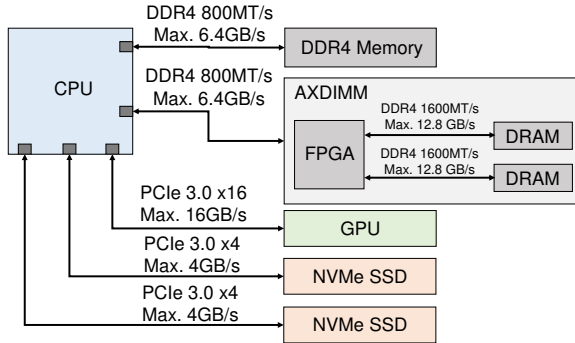 DDR4 800MT/s
Max. 6.4GB/s
DDR4 Memory
CPU
DDR4 800MT/s
Max. 6.4GB/s
AXDIMM
FPGA
DDR4 1600MT/s
Max. 12.8 GB/s
DRAM
DDR4 1600MT/s
Max. 12.8 GB/s
DRAM
PCIe 3.0 x16
Max. 16GB/s
GPU
PCIe 3.0 x4
Max. 4GB/s
NVMe SSD
PCIe 3.0 x4
Max. 4GB/s
NVMe SSD